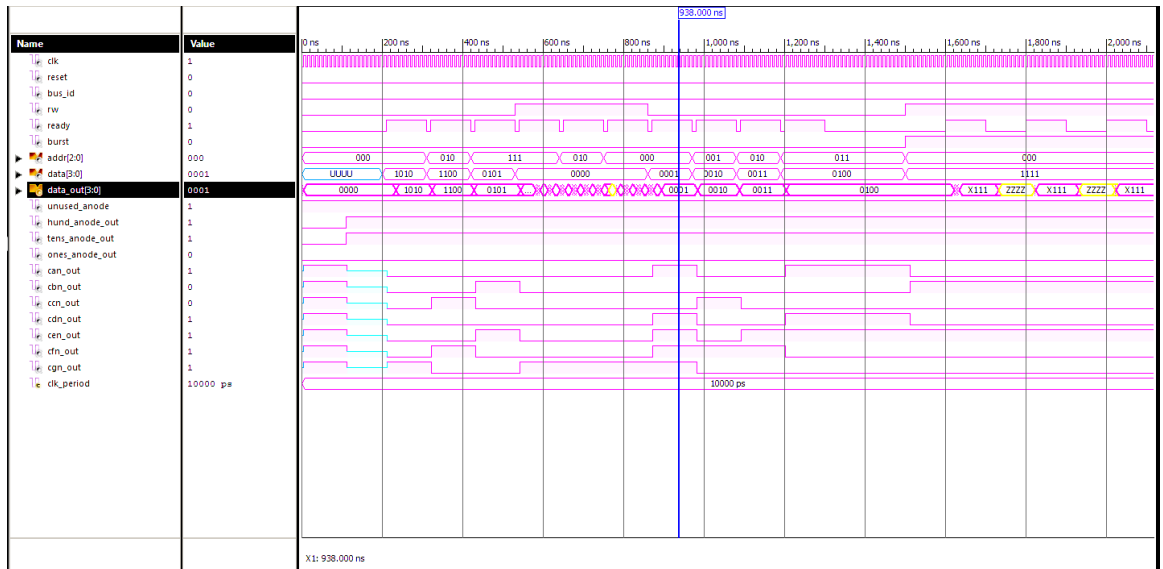 938.000 ns
Name Value 0 ns 200 ns 400 ns 600 ns 800 ns 1,000 ns 1,200 ns 1,400 ns 1,600 ns 1,800 ns 2,000 ns
clk 1
reset 0
bus_id 0
rw 0
ready 1
burst 0
addr[2:0] 000 000 010 111 010 000 001 010 011 000
data[3:0] 0001 UUUU 1010 1100 0101 0000 0001 0010 0011 0100 1111
data_out[3:0] 0001 0000 1010 1100 0101 ... 0001 0010 0011 0100 X111 ZZZZ X111 ZZZZ X111
unused_anode 1
hund_anode_out 1
tens_anode_out 1
ones_anode_out 0
can_out 1
cbn_out 0
ccn_out 0
cdn_out 1
cen_out 1
cfn_out 1
cgn_out 1
clk_period 10000 ps 10000 ps
X1: 938.000 ns